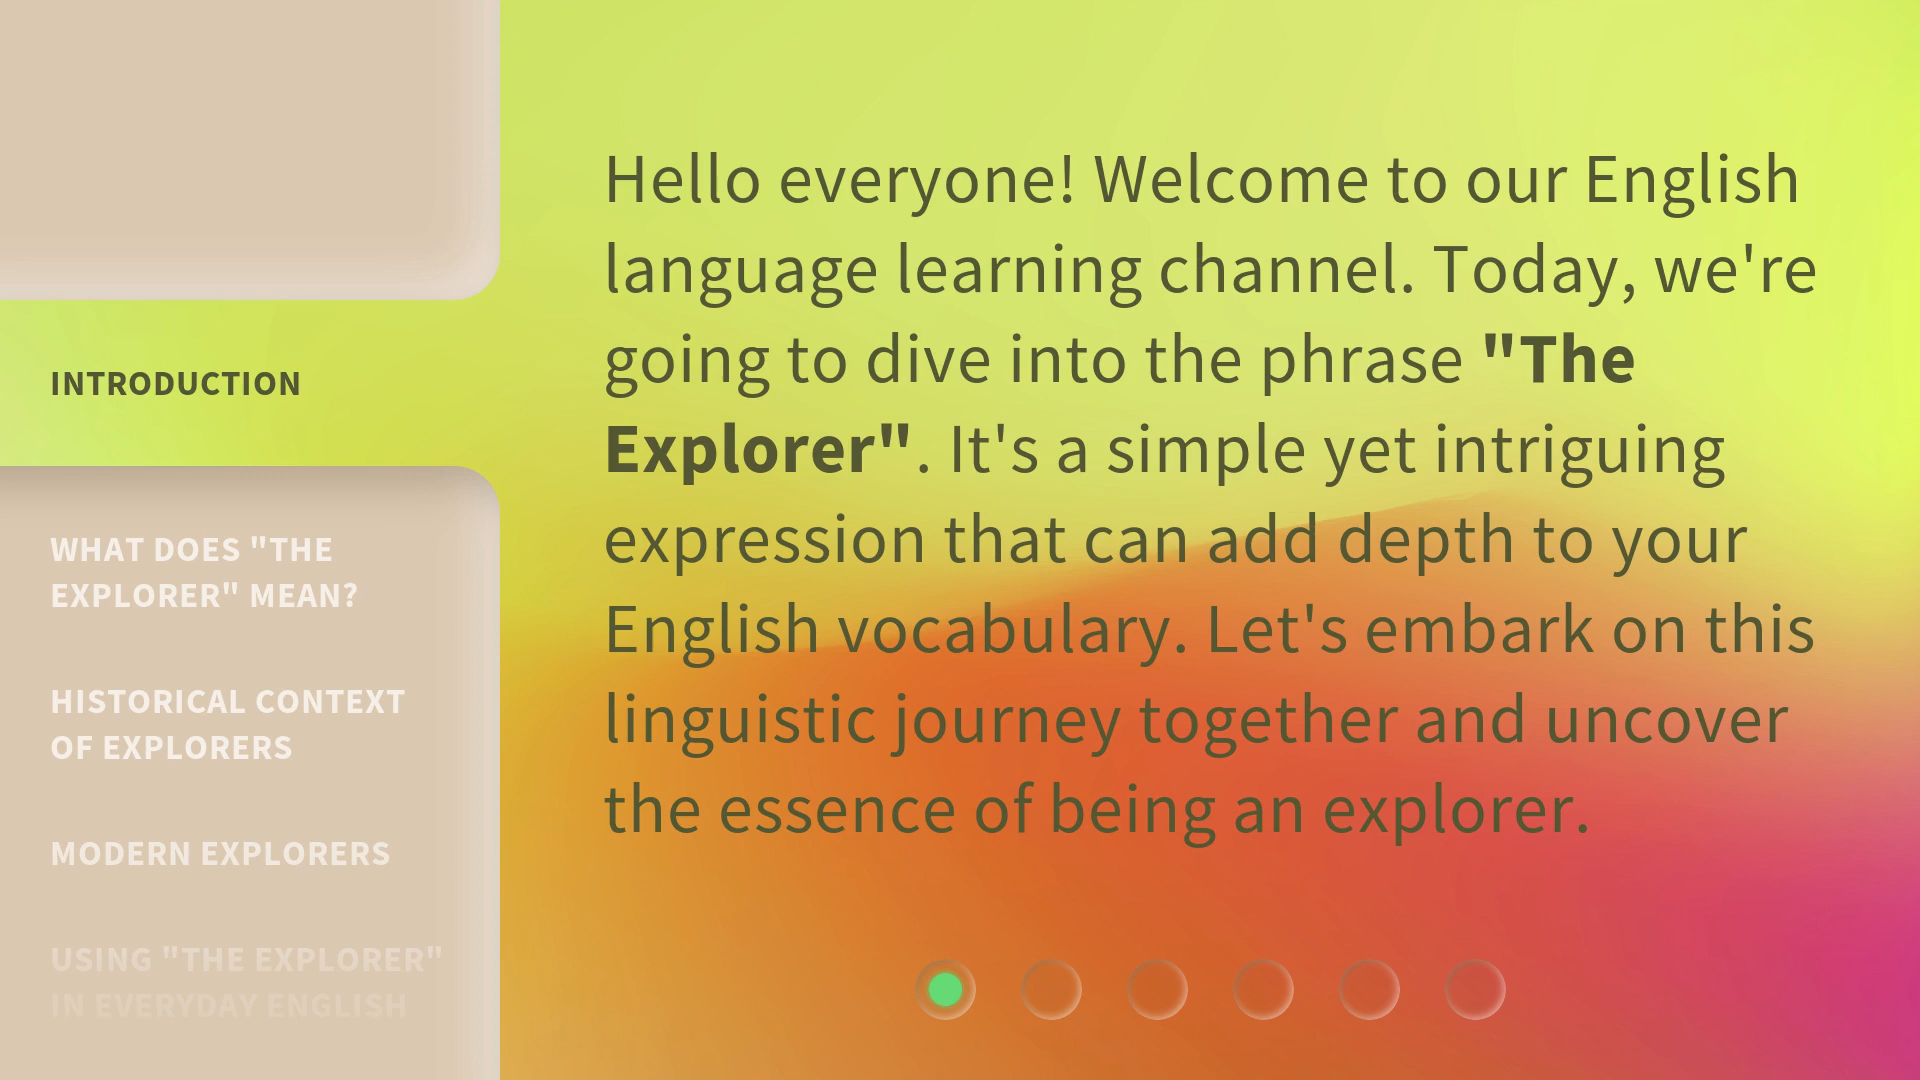 INTRODUCTION
WHAT DOES "THE
EXPLORER" MEAN?
HISTORICAL CONTEXT
OF EXPLORERS
MODERN EXPLORERS
USING "THE EXPLORER"
IN EVERYDAY ENGLISH
Hello everyone! Welcome to our English
language learning channel. Today, we're
going to dive into the phrase "The
Explorer". It's a simple yet intriguing
expression that can add depth to your
English vocabulary. Let's embark on this
linguistic journey together and uncover
the essence of being an explorer.